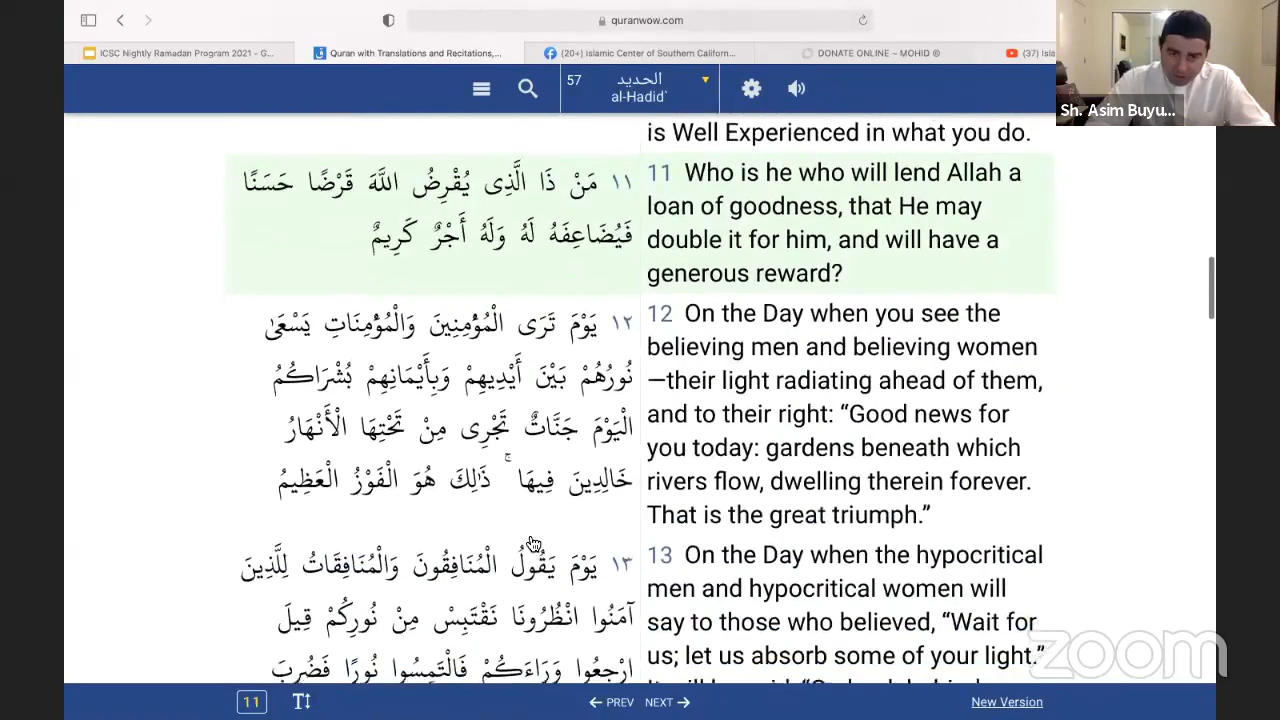 quranwow.com
ICSC Nightly Ramadan Program 2021 - G...
Quran with Translations and Recitations,...
(20+) Islamic Center of Southern Californ...
DONATE ONLINE ~ MOHID ®
(37) Isla
57
الحديد
al-Hadid`
Sh. Asim Buyu...
is Well Experienced in what you do.
١١ مَنْ ذَا الَّذِى يُقْرِضُ اللَّهَ قَرْضًا حَسَنًا
فَيُضَاعِفَهُ لَهُ وَلَهُ أَجْرٌ كَرِيمٌ
11 Who is he who will lend Allah a
loan of goodness, that He may
double it for him, and will have a
generous reward?
١٢ يَوْمَ تَرَى الْمُؤْمِنِينَ وَالْمُؤْمِنَاتِ يَسْعَىٰ
نُورُهُمْ بَيْنَ أَيْدِيهِمْ وَبِأَيْمَانِهِمْ بُشْرَاكُمُ
الْيَوْمَ جَنَّاتٌ تَجْرِى مِنْ تَحْتِهَا الْأَنْهَارُ
خَالِدِينَ فِيهَا ۚ ذَٰلِكَ هُوَ الْفَوْزُ الْعَظِيمُ
12 On the Day when you see the
believing men and believing women
—their light radiating ahead of them,
and to their right: “Good news for
you today: gardens beneath which
rivers flow, dwelling therein forever.
That is the great triumph.”
١٣ يَوْمَ يَقُولُ الْمُنَافِقُونَ وَالْمُنَافِقَاتُ لِلَّذِينَ
آمَنُوا انْظُرُونَا نَقْتَبِسْ مِنْ نُورِكُمْ قِيلَ
ارْجِعُوا وَرَاءَكُمْ فَالْتَمِسُوا نُورًا فَضُرِبَ
13 On the Day when the hypocritical
men and hypocritical women will
say to those who believed, “Wait for
us; let us absorb some of your light.”
zoom
11
PREV NEXT
New Version